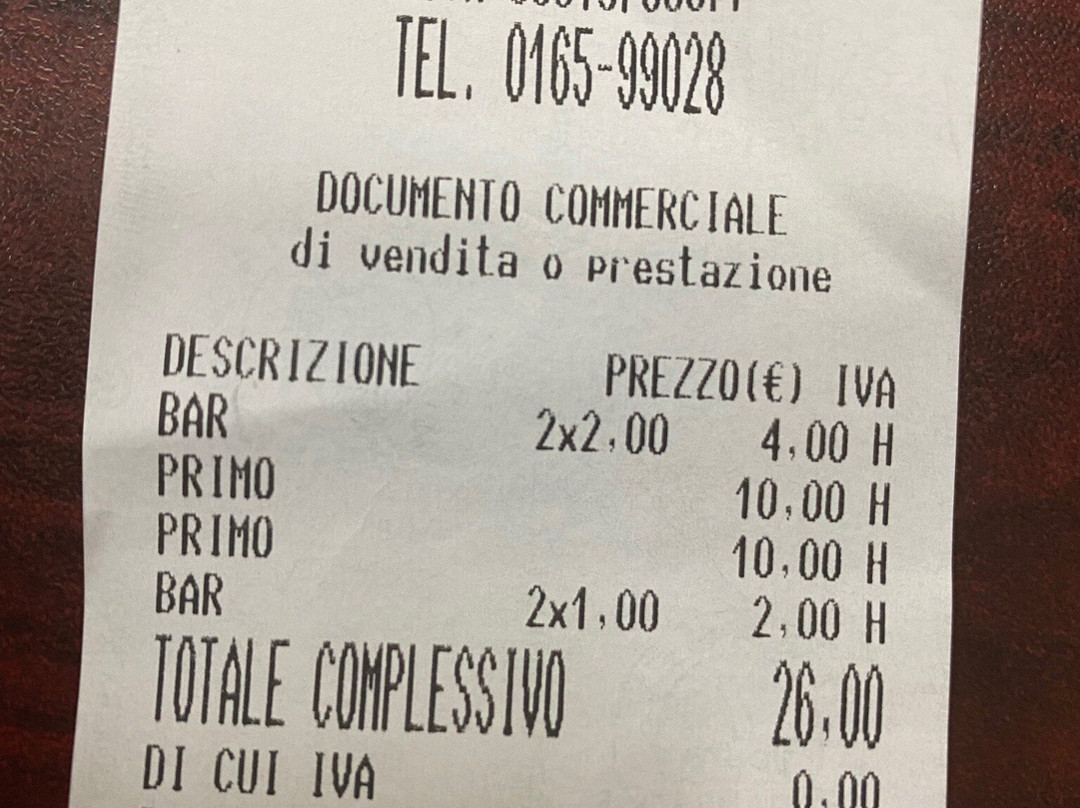 TEL. 0165-99028
DOCUMENTO COMMERCIALE
di vendita o prestazione
DESCRIZIONE PREZZO(€) IVA
BAR 2x2,00 4,00 H
PRIMO 10,00 H
PRIMO 10,00 H
BAR 2x1,00 2,00 H
TOTALE COMPLESSIVO 26,00
DI CUI IVA 0,00